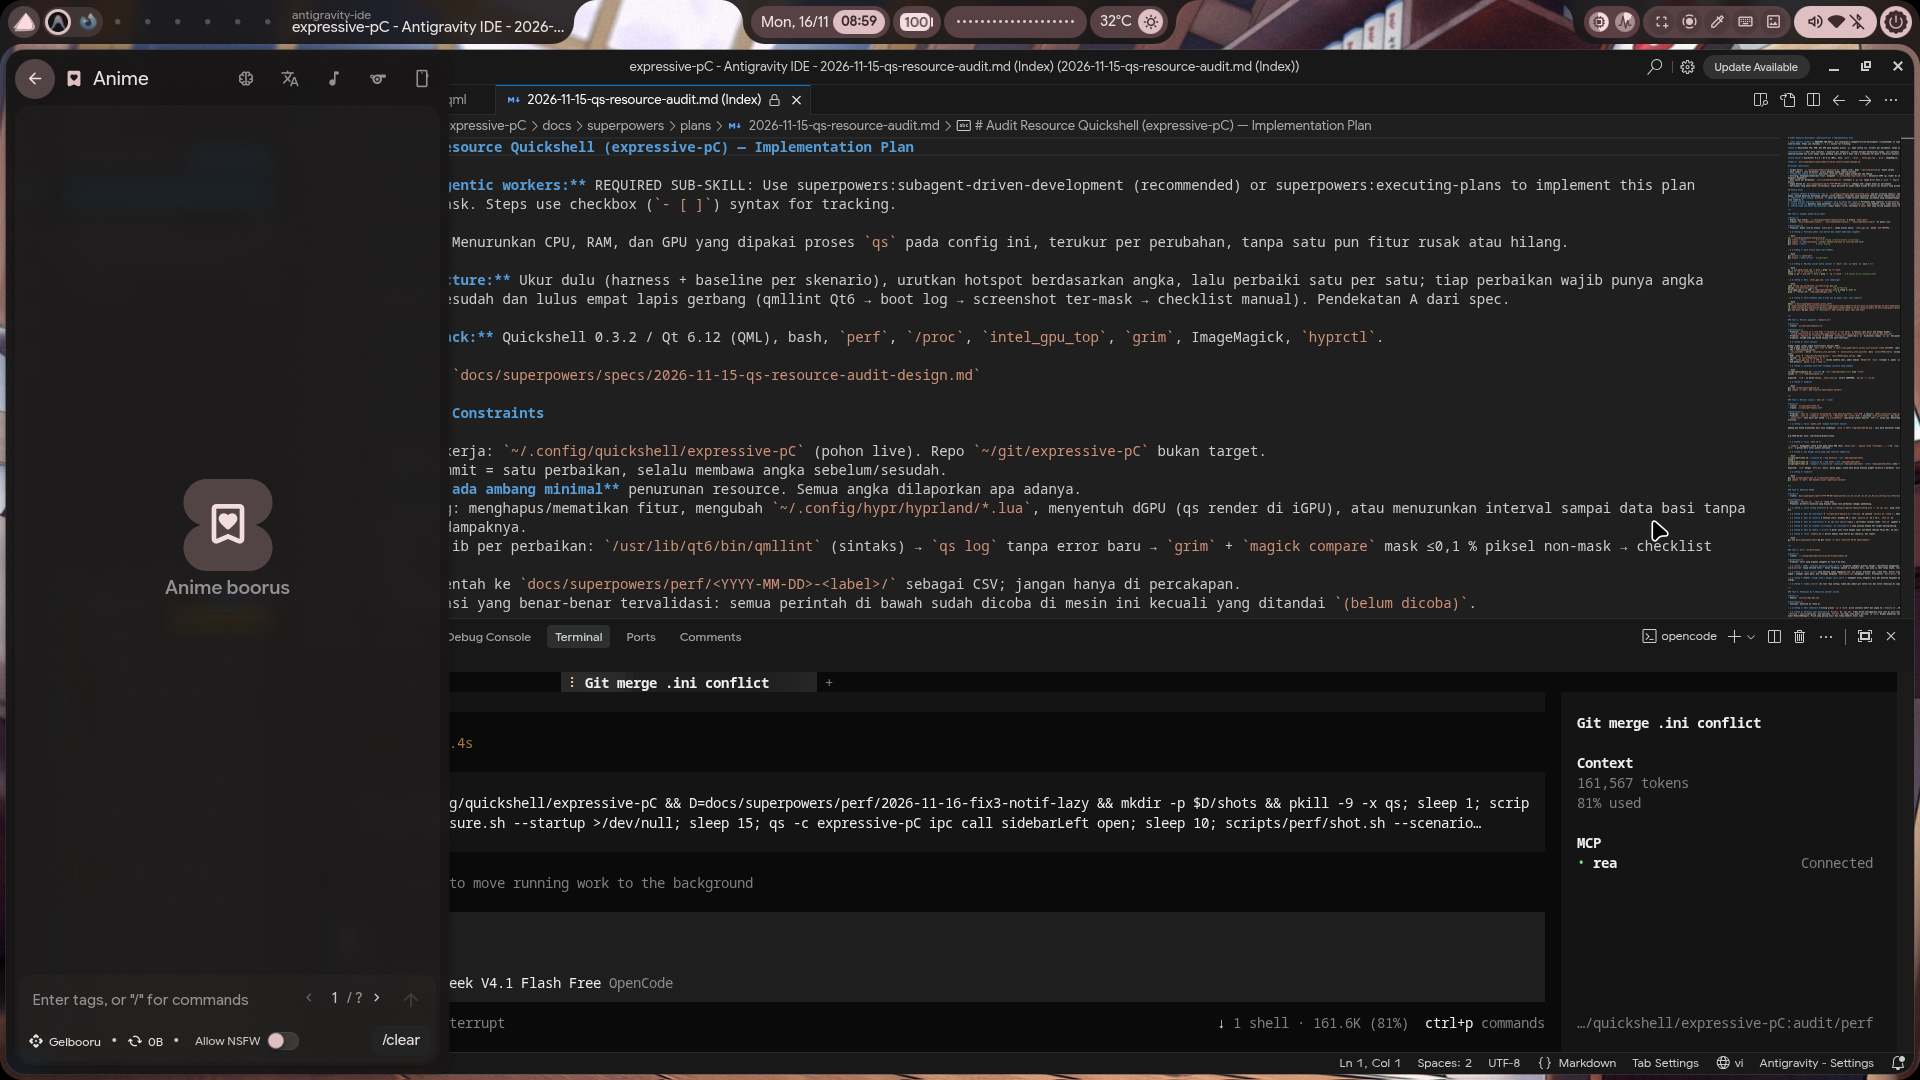 antigravity-ide
expressive-pC - Antigravity IDE - 2026-...
Mon, 16/11 08:59
100
32°C
Anime
Anime boorus
Enter tags, or "/" for commands
1 / ?
Gelbooru • 0B • Allow NSFW
/clear
expressive-pC - Antigravity IDE - 2026-11-15-qs-resource-audit.md (Index) (2026-11-15-qs-resource-audit.md (Index))
Update Available
qml
2026-11-15-qs-resource-audit.md (Index)
xpressive-pC > docs > superpowers > plans > 2026-11-15-qs-resource-audit.md > # Audit Resource Quickshell (expressive-pC) — Implementation Plan
esource Quickshell (expressive-pC) — Implementation Plan
gentic workers:** REQUIRED SUB-SKILL: Use superpowers:subagent-driven-development (recommended) or superpowers:executing-plans to implement this plan
ask. Steps use checkbox (`- [ ]`) syntax for tracking.
Menurunkan CPU, RAM, dan GPU yang dipakai proses `qs` pada config ini, terukur per perubahan, tanpa satu pun fitur rusak atau hilang.
cture:** Ukur dulu (harness + baseline per skenario), urutkan hotspot berdasarkan angka, lalu perbaiki satu per satu; tiap perbaikan wajib punya angka
esudah dan lulus empat lapis gerbang (qmllint Qt6 → boot log → screenshot ter-mask → checklist manual). Pendekatan A dari spec.
ack:** Quickshell 0.3.2 / Qt 6.12 (QML), bash, `perf`, `/proc`, `intel_gpu_top`, `grim`, ImageMagick, `hyprctl`.
`docs/superpowers/specs/2026-11-15-qs-resource-audit-design.md`
Constraints
kerja: `~/.config/quickshell/expressive-pC` (pohon live). Repo `~/git/expressive-pC` bukan target.
mmit = satu perbaikan, selalu membawa angka sebelum/sesudah.
ada ambang minimal** penurunan resource. Semua angka dilaporkan apa adanya.
g: menghapus/mematikan fitur, mengubah `~/.config/hypr/hyprland/*.lua`, menyentuh dGPU (qs render di iGPU), atau menurunkan interval sampai data basi tanpa
dampaknya.
ib per perbaikan: `/usr/lib/qt6/bin/qmllint` (sintaks) → `qs log` tanpa error baru → `grim` + `magick compare` mask ≤0,1 % piksel non-mask → checklist
entah ke `docs/superpowers/perf/<YYYY-MM-DD>-<label>/` sebagai CSV; jangan hanya di percakapan.
asi yang benar-benar tervalidasi: semua perintah di bawah sudah dicoba di mesin ini kecuali yang ditandai `(belum dicoba)`.
Debug Console Terminal Ports Comments
opencode
Git merge .ini conflict +
.4s
g/quickshell/expressive-pC && D=docs/superpowers/perf/2026-11-16-fix3-notif-lazy && mkdir -p $D/shots && pkill -9 -x qs; sleep 1; scrip
sure.sh --startup >/dev/null; sleep 15; qs -c expressive-pC ipc call sidebarLeft open; sleep 10; scripts/perf/shot.sh --scenario…
to move running work to the background
eek V4.1 Flash Free OpenCode
terrupt
↓ 1 shell · 161.6K (81%) ctrl+p commands
Git merge .ini conflict
Context
161,567 tokens
81% used
MCP
• rea Connected
…/quickshell/expressive-pC:audit/perf
Ln 1, Col 1 Spaces: 2 UTF-8 {} Markdown Tab Settings vi Antigravity - Settings